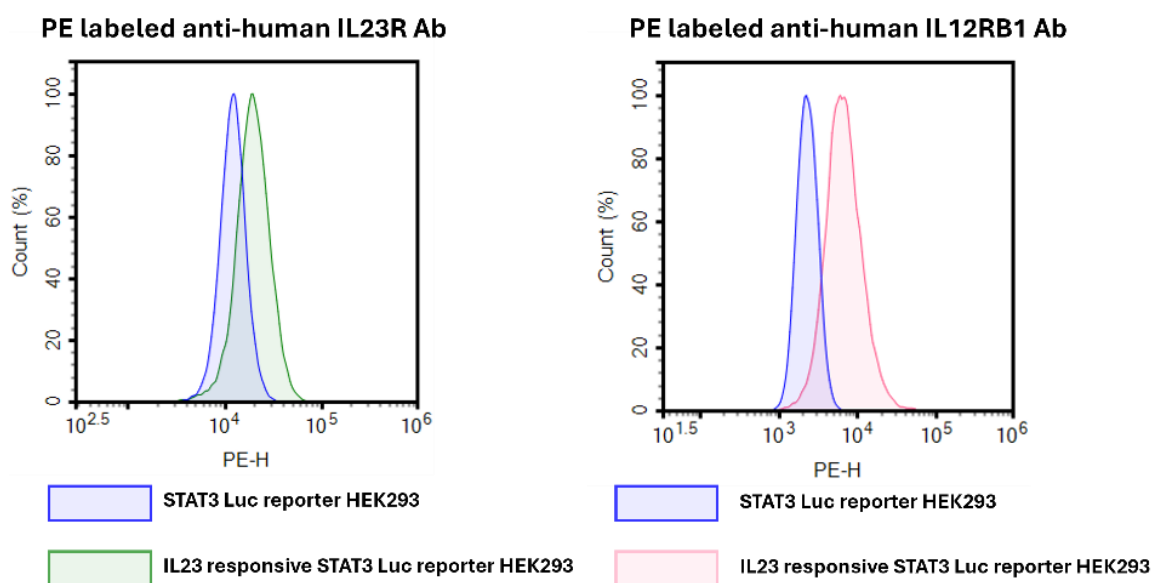 PE labeled anti-human IL23R Ab
PE labeled anti-human IL12RB1 Ab
Count (%)
100
80
60
40
20
0
10^2.5
10^4
10^5
10^6
PE-H
Count (%)
100
80
60
40
20
0
10^1.5
10^3
10^4
10^5
10^6
PE-H
STAT3 Luc reporter HEK293
STAT3 Luc reporter HEK293
IL23 responsive STAT3 Luc reporter HEK293
IL23 responsive STAT3 Luc reporter HEK293